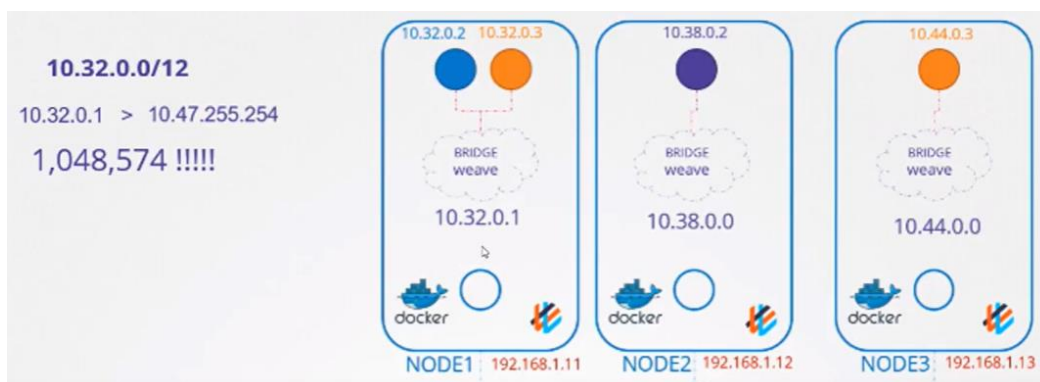 10.32.0.0/12
10.32.0.1 > 10.47.255.254
1,048,574 !!!!!
10.32.0.2 10.32.0.3
BRIDGE
weave
10.32.0.1
docker
NODE1 192.168.1.11
10.38.0.2
BRIDGE
weave
10.38.0.0
docker
NODE2 192.168.1.12
10.44.0.3
BRIDGE
weave
10.44.0.0
docker
NODE3 192.168.1.13